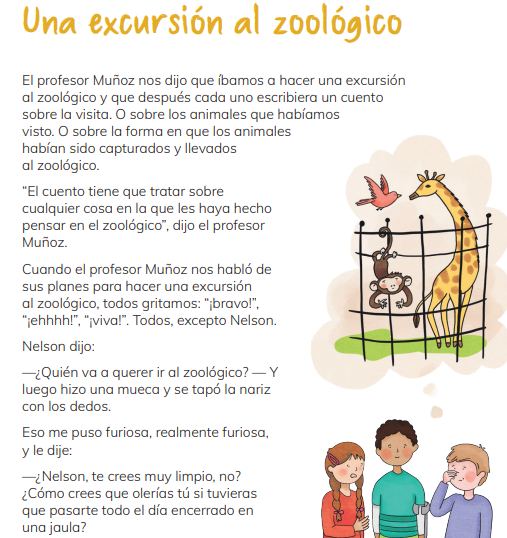 Una excursión al zoológico
El profesor Muñoz nos dijo que íbamos a hacer una excursión
al zoológico y que después cada uno escribiera un cuento
sobre la visita. O sobre los animales que habíamos
visto. O sobre la forma en que los animales
habían sido capturados y llevados
al zoológico.
“El cuento tiene que tratar sobre
cualquier cosa en la que les haya hecho
pensar en el zoológico”, dijo el profesor
Muñoz.
Cuando el profesor Muñoz nos habló de
sus planes para hacer una excursión
al zoológico, todos gritamos: “¡bravo!”,
“¡ehhhh!”, “¡viva!”. Todos, excepto Nelson.
Nelson dijo:
—¿Quién va a querer ir al zoológico? — Y
luego hizo una mueca y se tapó la nariz
con los dedos.
Eso me puso furiosa, realmente furiosa,
y le dije:
—¿Nelson, te crees muy limpio, no?
¿Cómo crees que olerías tú si tuvieras
que pasarte todo el día encerrado en
una jaula?